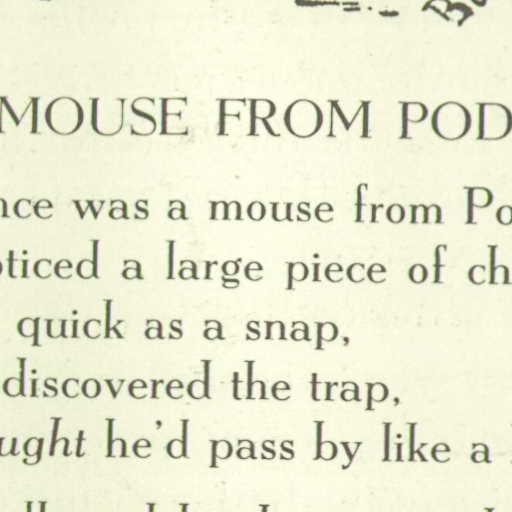 MOUSE FROM POD
nce was a mouse from Po
oticed a large piece of ch
quick as a snap,
discovered the trap,
ught he'd pass by like a